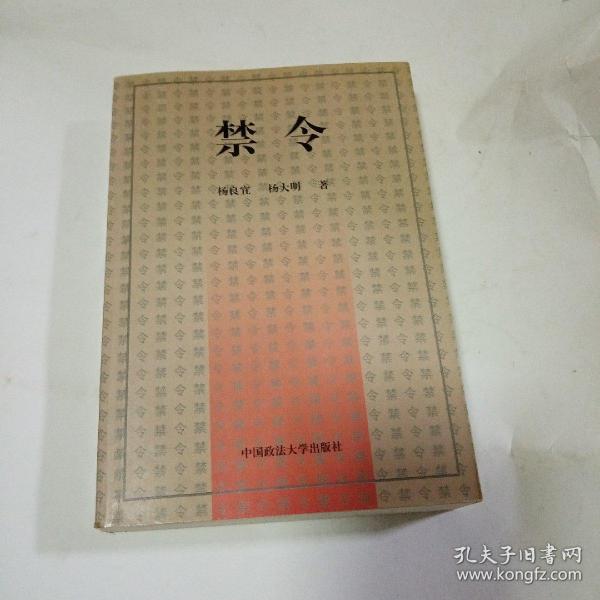 禁令
杨良宜 杨大明 著
中国政法大学出版社
孔夫子旧书网
www.kongfz.com